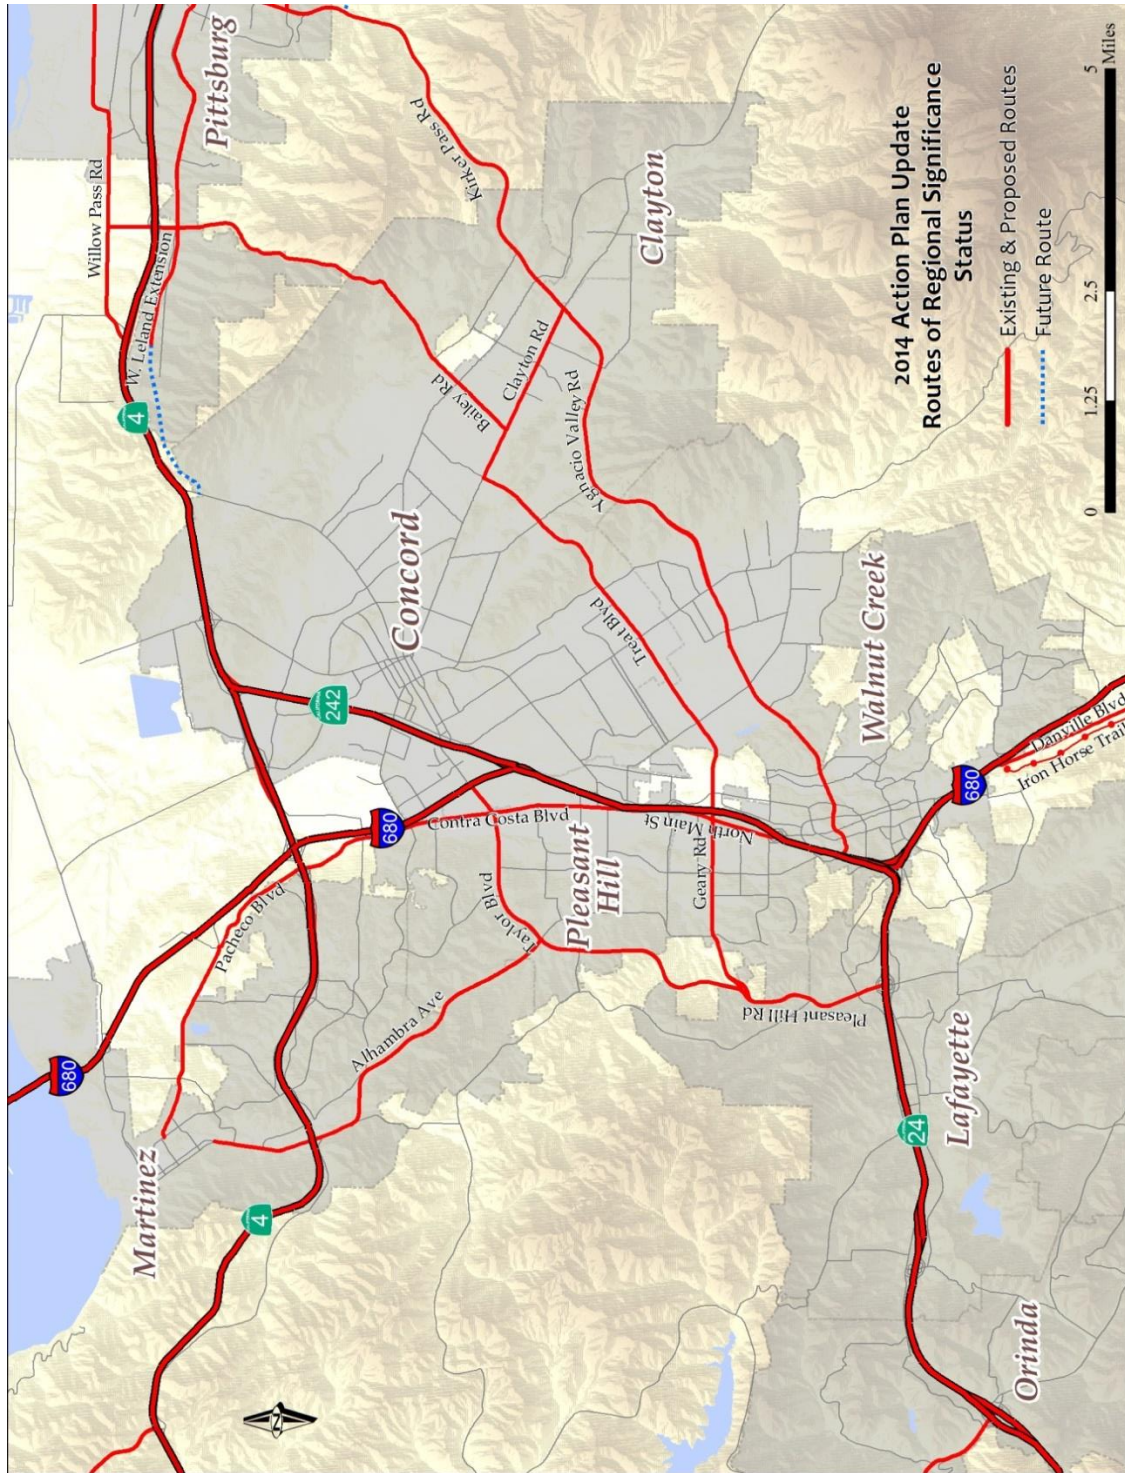 Martinez
680
4
Pacheco Blvd
Alhambra Ave
680
Contra Costa Blvd
242
4
W. Leland Extension
Willow Pass Rd
Pittsburg
Concord
Bailey Rd
Clayton Rd
Kirker Pass Rd
Clayton
Ygnacio Valley Rd
Treat Blvd
Taylor Blvd
Pleasant
Hill
Geary Rd
North Main St
Pleasant Hill Rd
Walnut Creek
Lafayette
24
Orinda
680
Danville Blvd
Iron Horse Trail
N
2014 Action Plan Update
Routes of Regional Significance
Status
Existing & Proposed Routes
Future Route
0
1.25
2.5
5
Miles